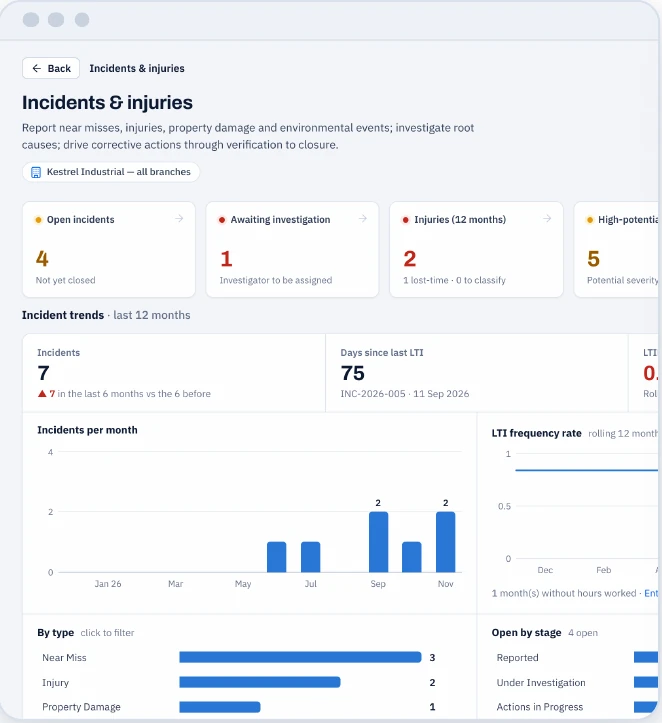 Back
Incidents & injuries
Incidents & injuries
Report near misses, injuries, property damage and environmental events; investigate root
causes; drive corrective actions through verification to closure.
Kestrel Industrial — all branches
Open incidents
4
Not yet closed
Awaiting investigation
1
Investigator to be assigned
Injuries (12 months)
2
1 lost-time · 0 to classify
High-potentia
5
Potential severity
Incident trends · last 12 months
Incidents
7
▲ 7 in the last 6 months vs the 6 before
Days since last LTI
75
INC-2026-005 · 11 Sep 2026
LTI
0.
Rol
Incidents per month
4
2
0
2
2
Jan 26
Mar
May
Jul
Sep
Nov
LTI frequency rate rolling 12 month
1
0.5
0
Dec
Feb
1 month(s) without hours worked · Ent
By type click to filter
Near Miss 3
Injury 2
Property Damage 1
Open by stage 4 open
Reported
Under Investigation
Actions in Progress